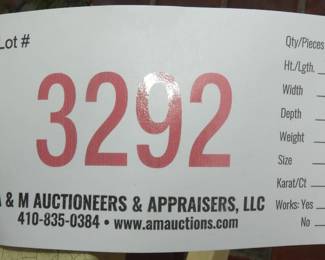 Lot #
3292
A & M AUCTIONEERS & APPRAISERS, LLC
410-835-0384 • www.amauctions.com
Qty/Pieces
Ht./Lgth.
Width
Depth
Weight
Size
Karat/Ct
Works: Yes
No